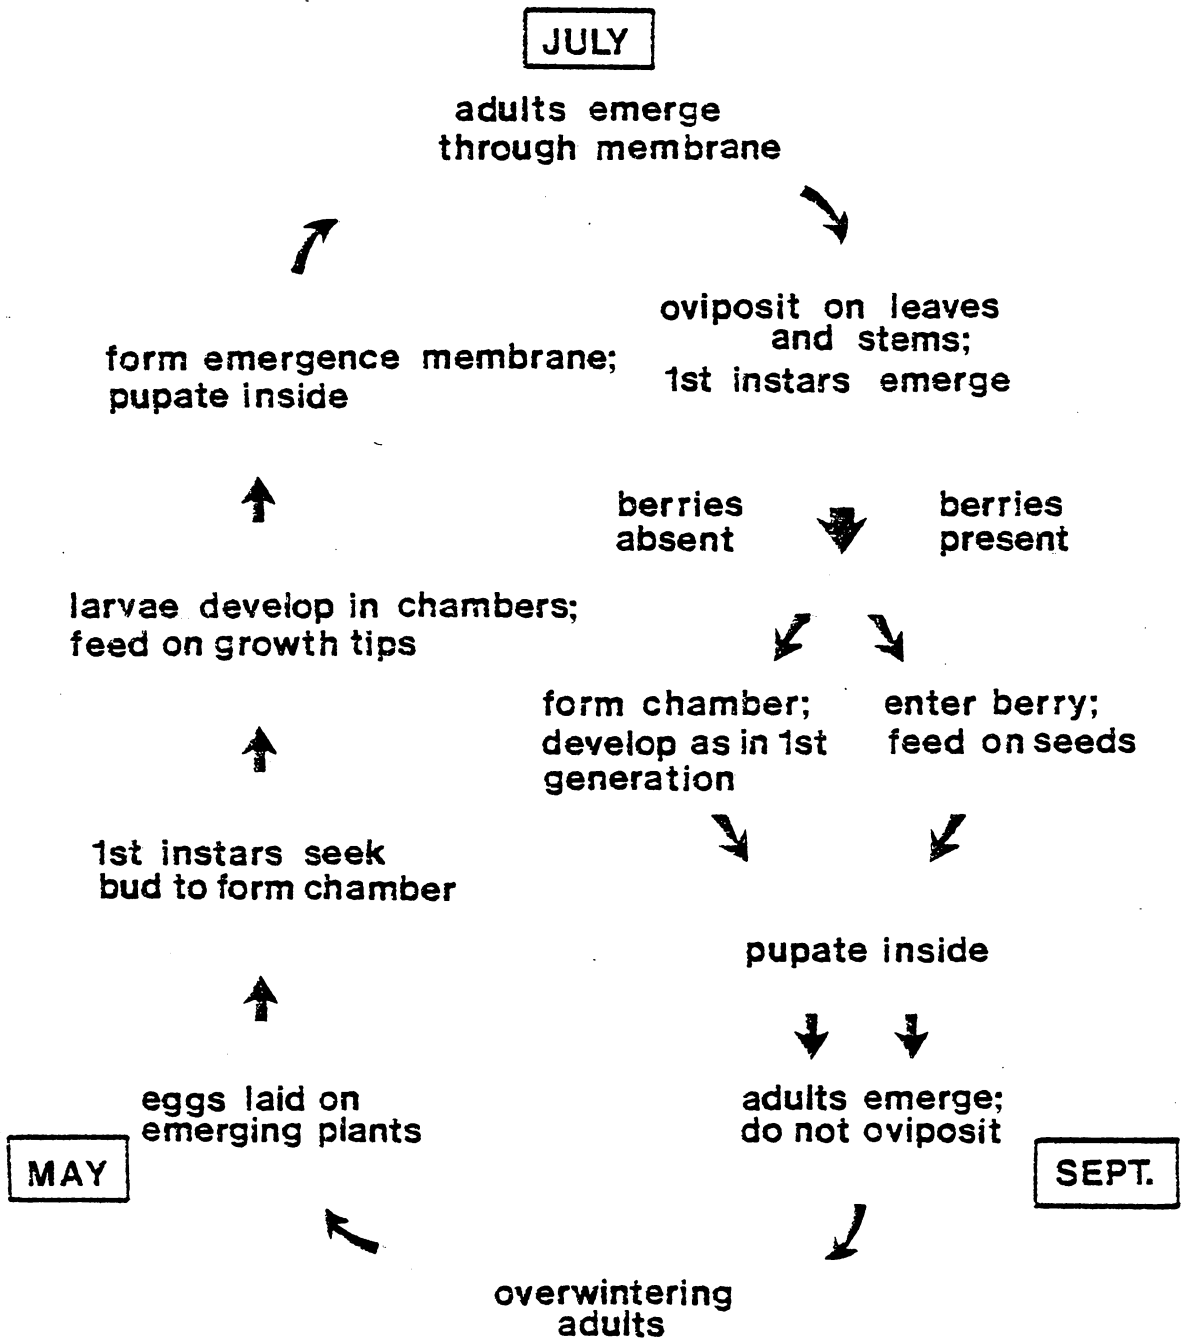 JULY
adults emerge
through membrane
oviposit on leaves
and stems;
1st instars emerge
berries
absent
berries
present
form chamber;
develop as in 1st
generation
enter berry;
feed on seeds
pupate inside
adults emerge;
do not oviposit
SEPT.
overwintering
adults
MAY
eggs laid on
emerging plants
1st instars seek
bud to form chamber
larvae develop in chambers;
feed on growth tips
form emergence membrane;
pupate inside